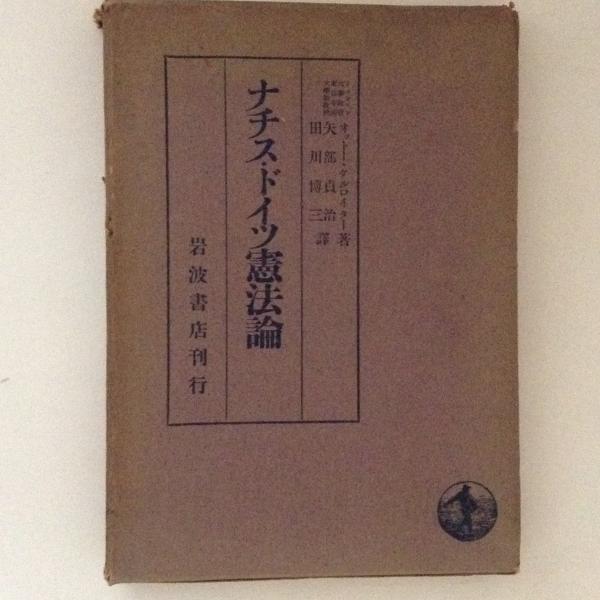 オットー・ケルロイター著
矢部貞治
田川博三譯
ナチス・ドイツ憲法論
岩波書店刊行